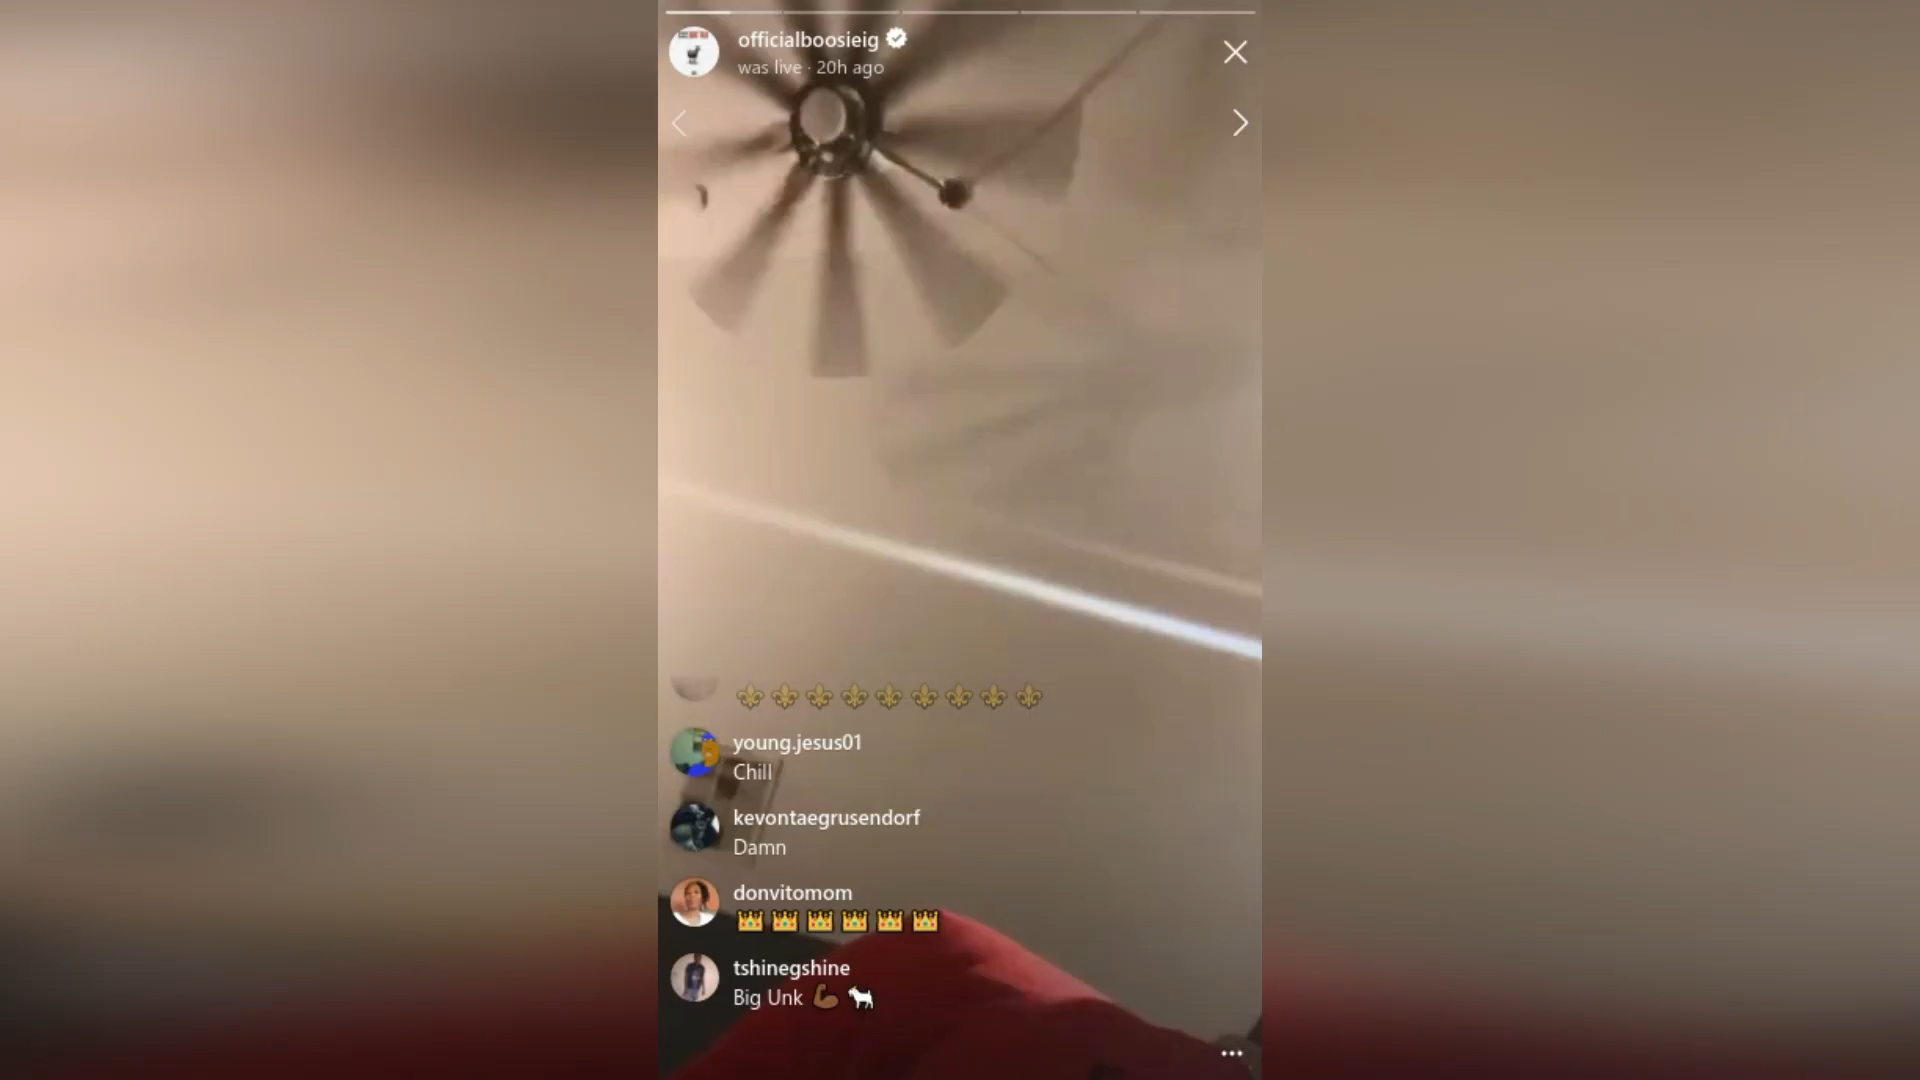 officialboosieig
was live · 20h ago
⚜⚜⚜⚜⚜⚜⚜⚜⚜
young.jesus01
Chill
kevontaegrusendorf
Damn
donvitomom
👑👑👑👑👑👑
tshinegshine
Big Unk 💪🏾 🐐